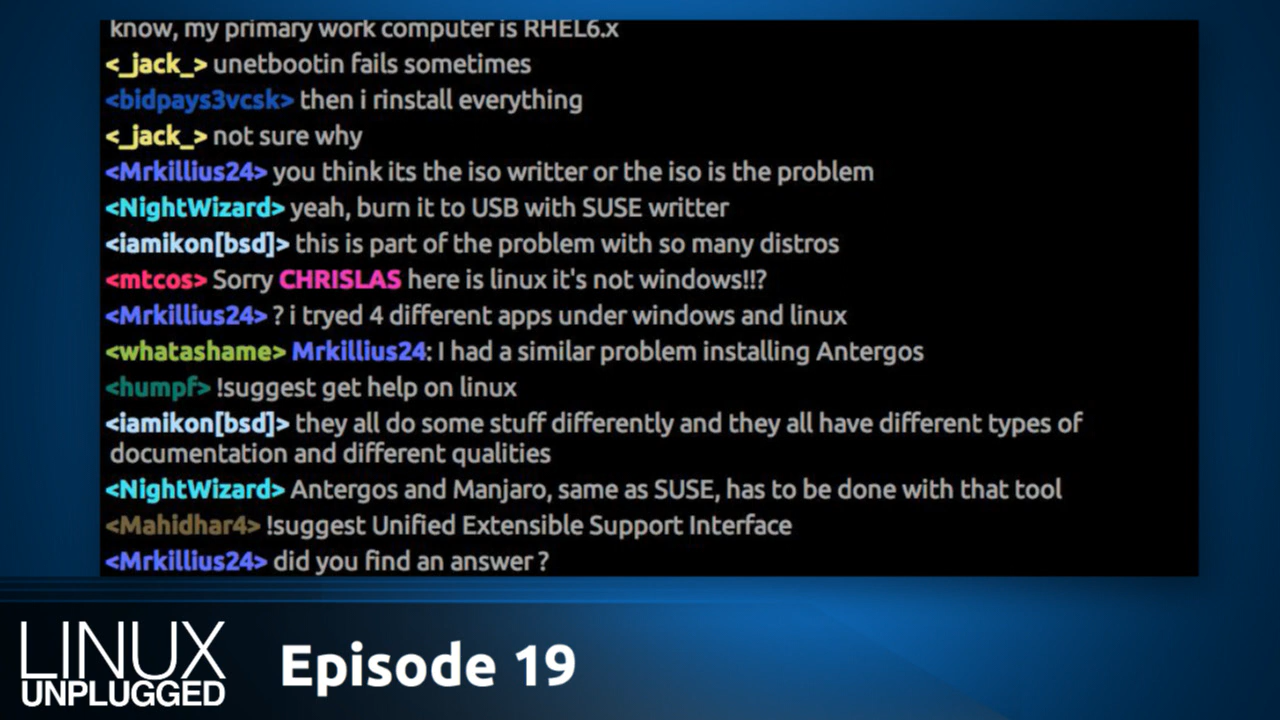 know, my primary work computer is RHEL6.x
<_jack_> unetbootin fails sometimes
<bidpays3vcsk> then i rinstall everything
<_jack_> not sure why
<Mrkillius24> you think its the iso writter or the iso is the problem
<NightWizard> yeah, burn it to USB with SUSE writter
<iamikon[bsd]> this is part of the problem with so many distros
<mtcos> Sorry CHRISLAS here is linux it's not windows!!?
<Mrkillius24> ? i tryed 4 different apps under windows and linux
<whatashame> Mrkillius24: I had a similar problem installing Antergos
<humpf> !suggest get help on linux
<iamikon[bsd]> they all do some stuff differently and they all have different types of
documentation and different qualities
<NightWizard> Antergos and Manjaro, same as SUSE, has to be done with that tool
<Mahidhar4> !suggest Unified Extensible Support Interface
<Mrkillius24> did you find an answer ?
LINUX
UNPLUGGED
Episode 19